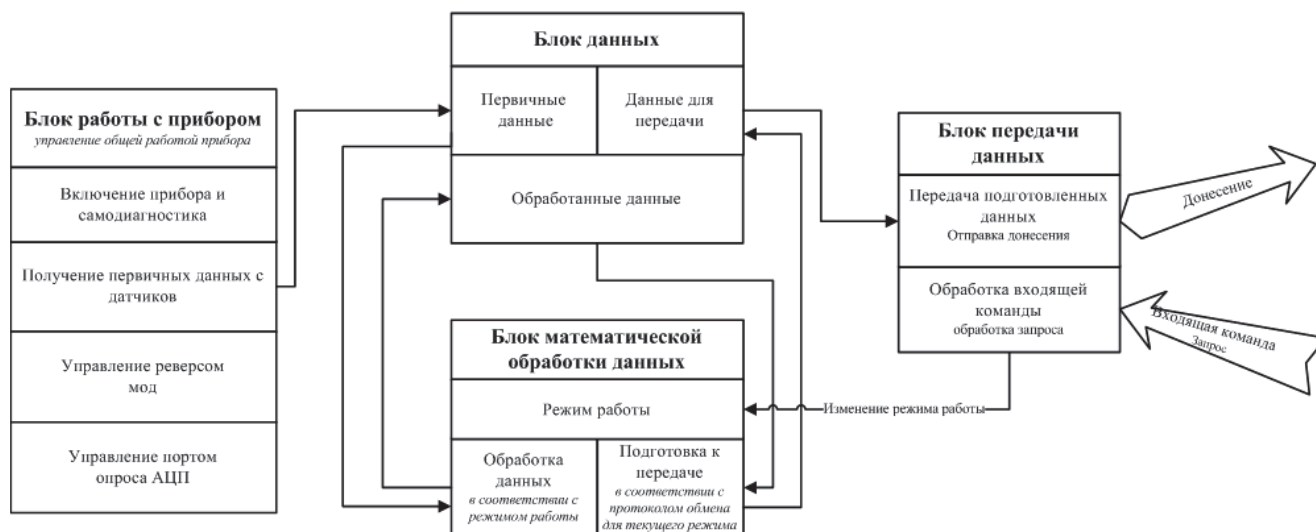 Блок работы с прибором
управление общей работой прибора
Включение прибора и
самодиагностика
Получение первичных данных с
датчиков
Управление реверсом
мод
Управление портом
опроса АЦП
Блок данных
Первичные
данные
Данные для
передачи
Обработанные данные
Блок математической
обработки данных
Режим работы
Обработка
данных
в соответствии с
режимом работы
Подготовка к
передаче
в соответствии с
протоколом обмена
для текущего режима
Изменение режима работы
Блок передачи
данных
Передача подготовленных
данных
Отправка донесения
Обработка входящей
команды
обработка запроса
Донесение
Входящая команда
Запрос